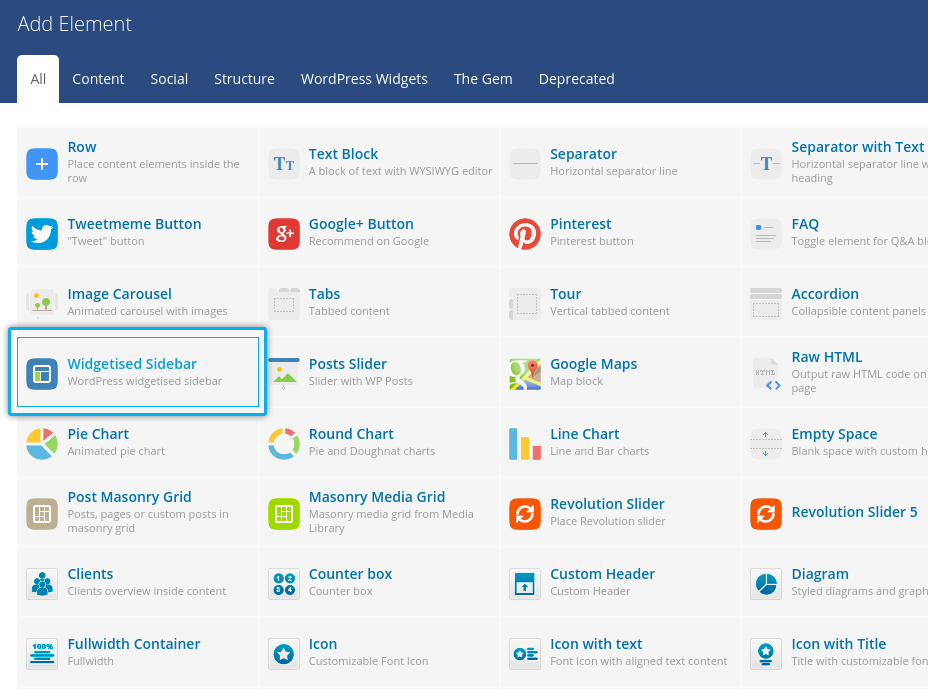 Add Element
All Content Social Structure WordPress Widgets The Gem Deprecated
Row
Place content elements inside the
row
Text Block
A block of text with WYSIWYG editor
Separator
Horizontal separator line
Separator with Text
Horizontal separator line w
heading
Tweetmeme Button
"Tweet" button
Google+ Button
Recommend on Google
Pinterest
Pinterest button
FAQ
Toggle element for Q&A blo
Image Carousel
Animated carousel with images
Tabs
Tabbed content
Tour
Vertical tabbed content
Accordion
Collapsible content panels
Widgetised Sidebar
WordPress widgetised sidebar
Posts Slider
Slider with WP Posts
Google Maps
Map block
HTML
Raw HTML
Output raw HTML code on
page
Pie Chart
Animated pie chart
Round Chart
Pie and Doughnat charts
Line Chart
Line and Bar charts
Empty Space
Blank space with custom h
Post Masonry Grid
Posts, pages or custom posts in
masonry grid
Masonry Media Grid
Masonry media grid from Media
Library
Revolution Slider
Place Revolution slider
Revolution Slider 5
Clients
Clients overview inside content
1 2
3 4
Counter box
Counter box
Custom Header
Custom Header
Diagram
Styled diagrams and graph
100%
Fullwidth Container
Fullwidth
Icon
Customizable Font Icon
Icon with text
Font Icon with aligned text content
Icon with Title
Title with customizable fon